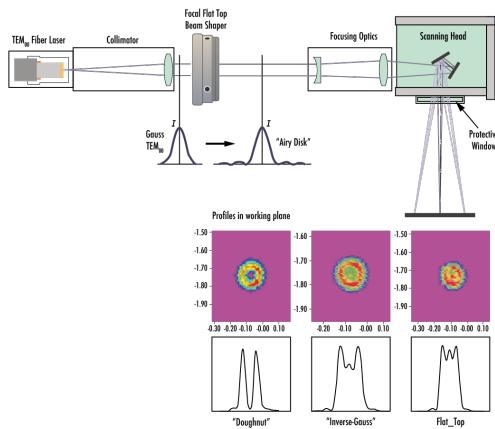 Focal Flat Top
Beam Shaper
TEM₀₀ Fiber Laser
Collimator
Focusing Optics
Scanning Head
Protective
Window
I
I
Gauss
TEM₀₀
"Airy Disk"
Profiles in working plane
-1.50
-1.60
-1.70
-1.80
-1.90
-0.30 -0.20 -0.10 -0.00 0.10
-1.60
-1.70
-1.80
-1.90
-0.20 -0.10 -0.00 0.10
-1.50
-1.60
-1.70
-1.80
-1.90
-0.20 -0.10 -0.00 0.10
"Doughnut"
"Inverse-Gauss"
Flat_Top